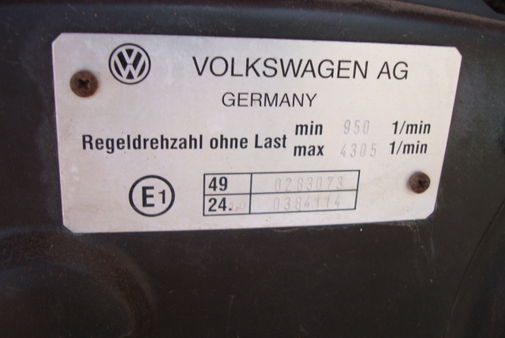 VOLKSWAGEN AG
GERMANY
Regeldrehzahl ohne Last min 950 1/min
max 4305 1/min
E1 49 0283073
24. 0384114